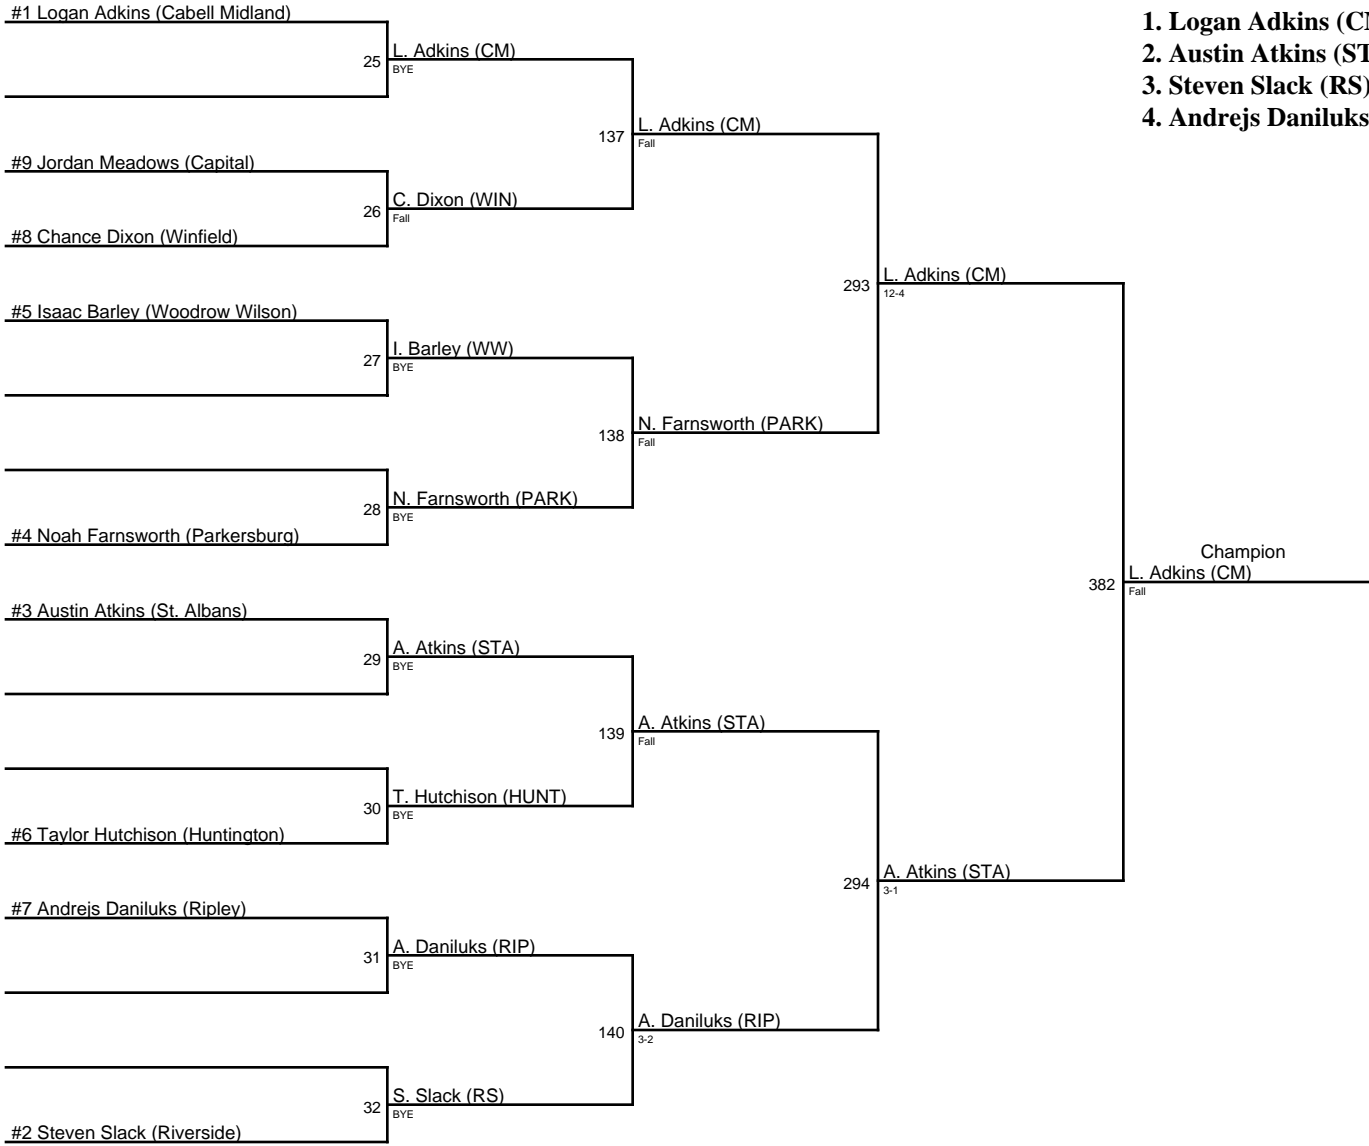 #1 Logan Adkins (Cabell Midland)
25
L. Adkins (CM)
BYE
137
L. Adkins (CM)
Fall
#9 Jordan Meadows (Capital)
26
C. Dixon (WIN)
Fall
#8 Chance Dixon (Winfield)
293
L. Adkins (CM)
12-4
#5 Isaac Barley (Woodrow Wilson)
27
I. Barley (WW)
BYE
138
N. Farnsworth (PARK)
Fall
28
N. Farnsworth (PARK)
BYE
#4 Noah Farnsworth (Parkersburg)
382
Champion
L. Adkins (CM)
Fall
#3 Austin Atkins (St. Albans)
29
A. Atkins (STA)
BYE
139
A. Atkins (STA)
Fall
30
T. Hutchison (HUNT)
BYE
#6 Taylor Hutchison (Huntington)
294
A. Atkins (STA)
3-1
#7 Andrejs Daniluks (Ripley)
31
A. Daniluks (RIP)
BYE
140
A. Daniluks (RIP)
3-2
32
S. Slack (RS)
BYE
#2 Steven Slack (Riverside)
1. Logan Adkins
2. Austin Atkins
3. Steven Slack (RS)
4. Andrejs Daniluks